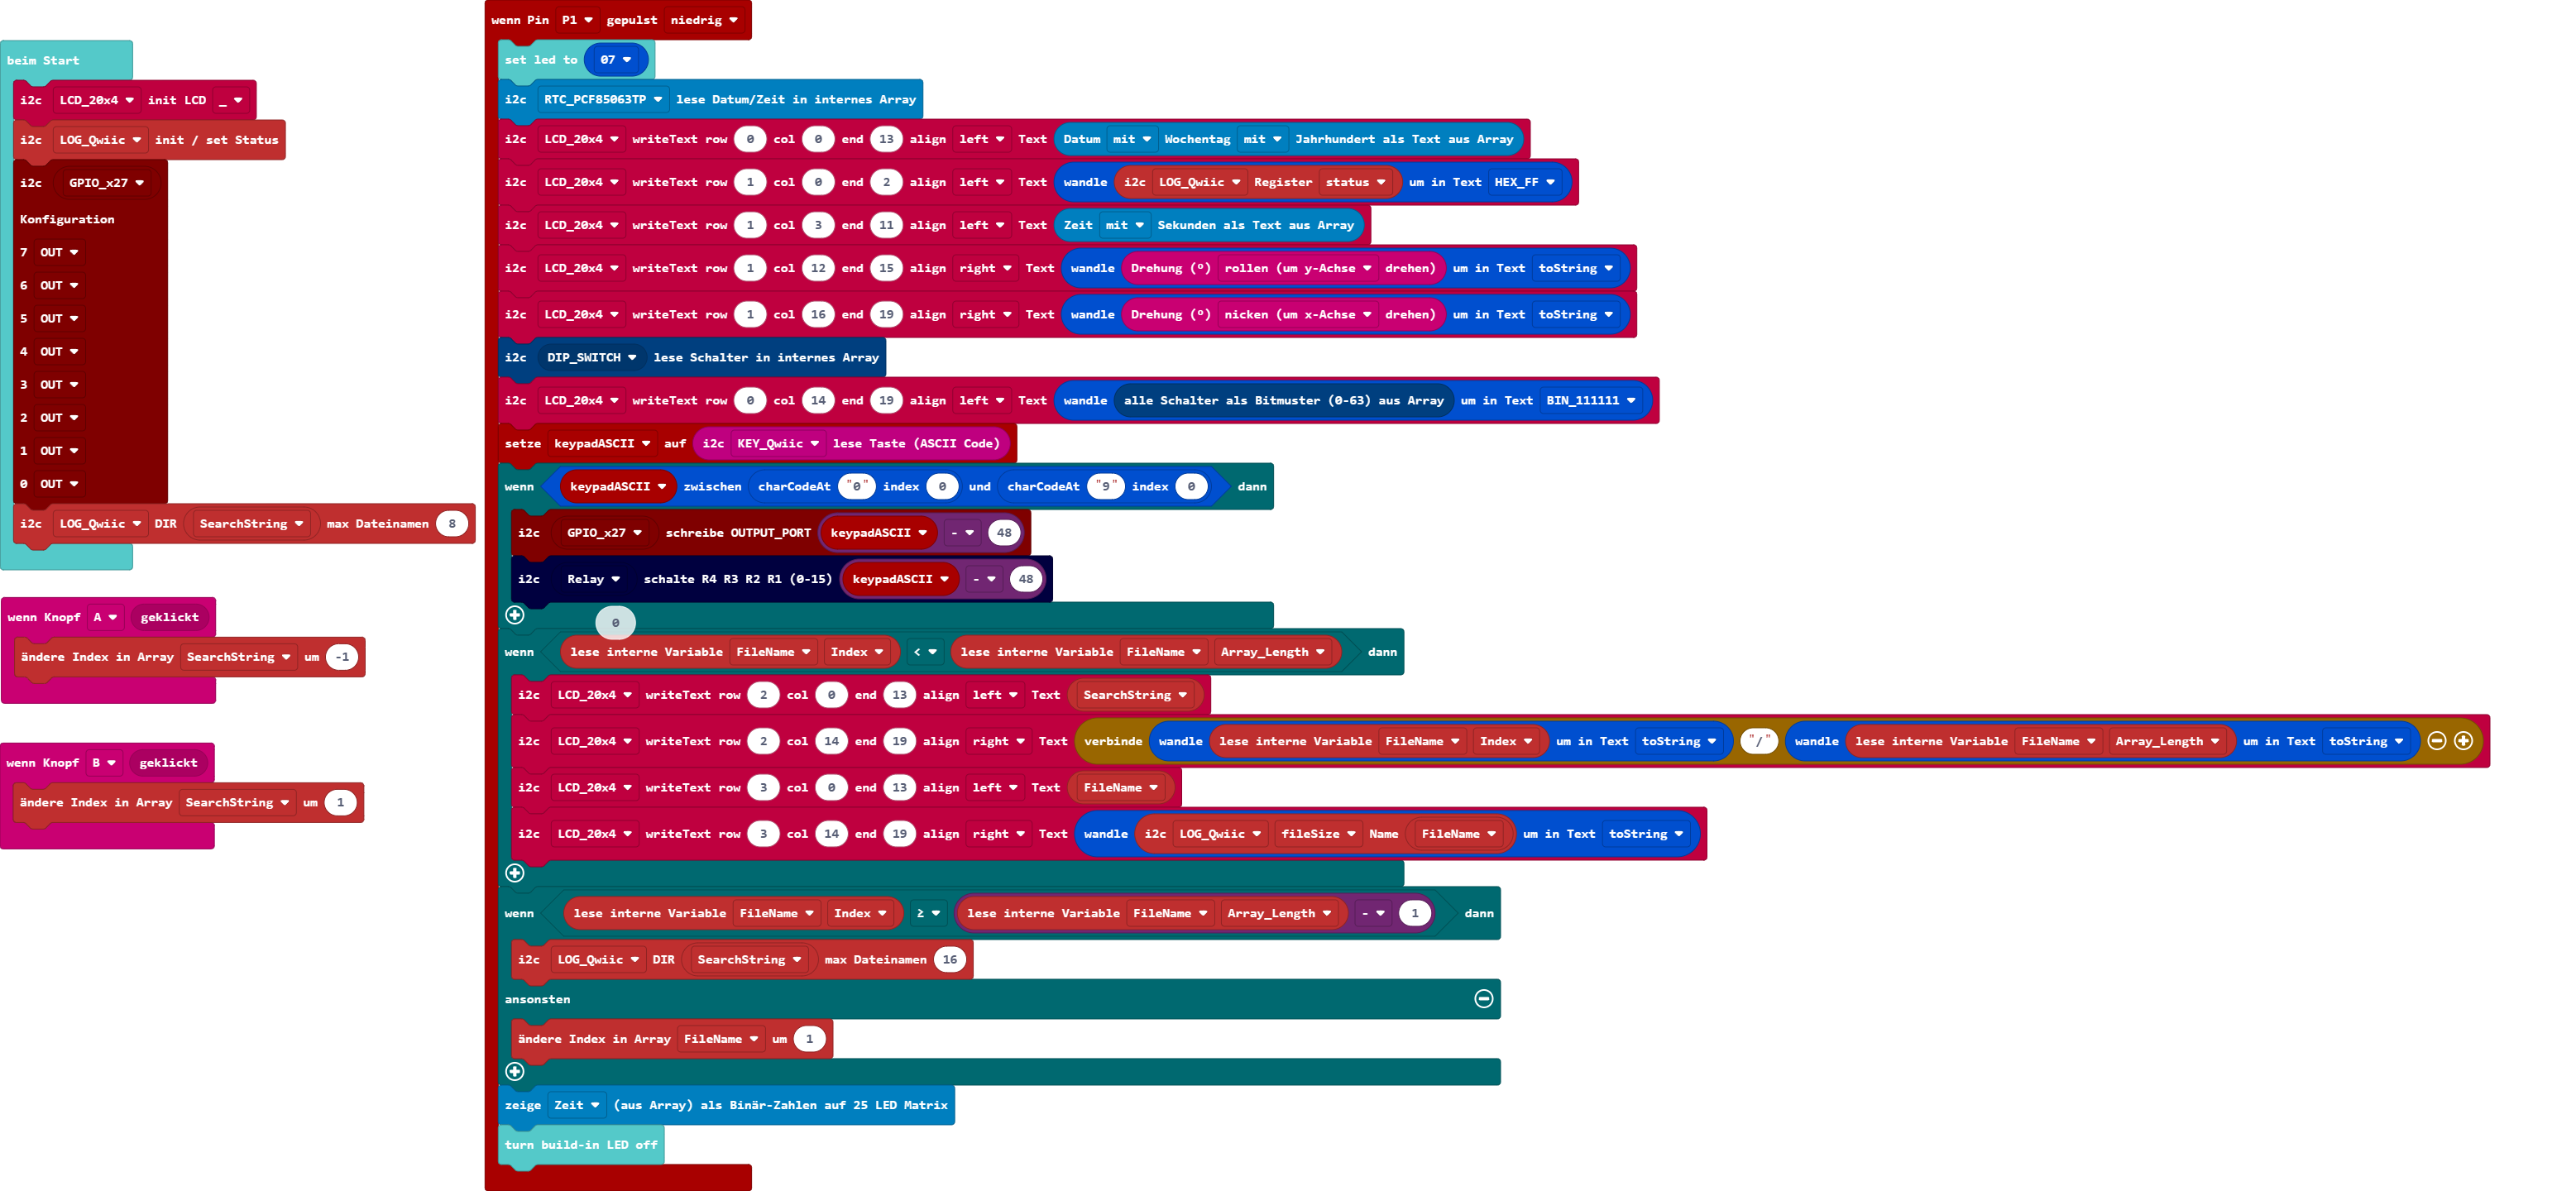 beim Start
i2c LCD_20x4 init LCD _
i2c LOG_Qwiic init / set Status
i2c GPIO_x27
Konfiguration
7 OUT
6 OUT
5 OUT
4 OUT
3 OUT
2 OUT
1 OUT
0 OUT
i2c LOG_Qwiic DIR SearchString max Dateinamen 8
wenn Knopf A geklickt
ändere Index in Array SearchString um -1
wenn Knopf B geklickt
ändere Index in Array SearchString um 1
wenn Pin P1 gepulst niedrig
set led to 07
i2c RTC_PCF85063TP lese Datum/Zeit in internes Array
i2c LCD_20x4 writeText row 0 col 0 end 13 align left Text Datum mit Wochentag mit Jahrhundert als Text aus Array
i2c LCD_20x4 writeText row 1 col 0 end 2 align left Text wandle i2c LOG_Qwiic Register status um in Text HEX_FF
i2c LCD_20x4 writeText row 1 col 3 end 11 align left Text Zeit mit Sekunden als Text aus Array
i2c LCD_20x4 writeText row 1 col 12 end 15 align right Text wandle Drehung (º) rollen (um y-Achse drehen) um in Text toString
i2c LCD_20x4 writeText row 1 col 16 end 19 align right Text wandle Drehung (º) nicken (um x-Achse drehen) um in Text toString
i2c DIP_SWITCH lese Schalter in internes Array
i2c LCD_20x4 writeText row 0 col 14 end 19 align left Text wandle alle Schalter als Bitmuster (0-63) aus Array um in Text BIN_111111
setze keypadASCII auf i2c KEY_Qwiic lese Taste (ASCII Code)
wenn keypadASCII zwischen charCodeAt "0" index 0 und charCodeAt "9" index 0 dann
i2c GPIO_x27 schreibe OUTPUT_PORT keypadASCII - 48
i2c Relay schalte R4 R3 R2 R1 (0-15) keypadASCII - 48
0
wenn lese interne Variable FileName Index < lese interne Variable FileName Array_Length dann
i2c LCD_20x4 writeText row 2 col 0 end 13 align left Text SearchString
i2c LCD_20x4 writeText row 2 col 14 end 19 align right Text verbinde wandle lese interne Variable FileName Index um in Text toString "/" wandle lese interne Variable FileName Array_Length um in Text toString
i2c LCD_20x4 writeText row 3 col 0 end 13 align left Text FileName
i2c LCD_20x4 writeText row 3 col 14 end 19 align right Text wandle i2c LOG_Qwiic fileSize Name FileName um in Text toString
wenn lese interne Variable FileName Index ≥ lese interne Variable FileName Array_Length - 1 dann
i2c LOG_Qwiic DIR SearchString max Dateinamen 16
ansonsten
ändere Index in Array FileName um 1
zeige Zeit (aus Array) als Binär-Zahlen auf 25 LED Matrix
turn build-in LED off